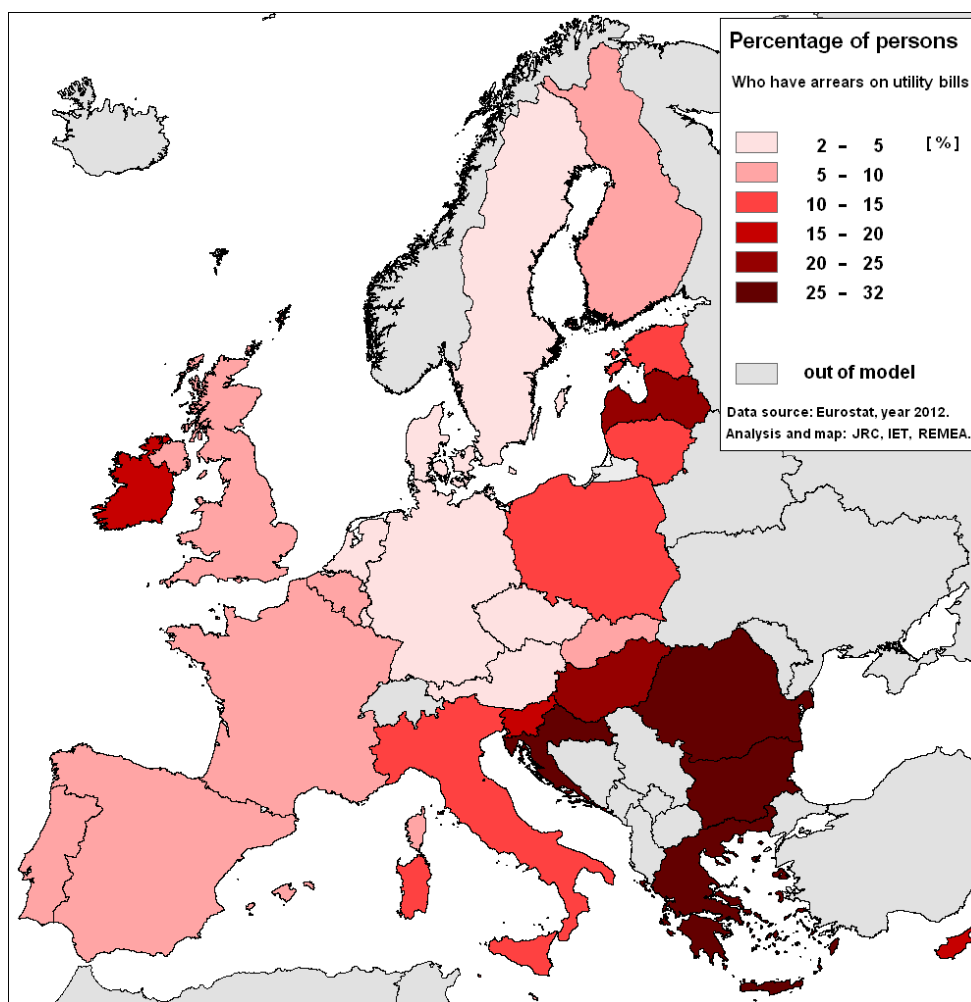 Percentage of persons
Who have arrears on utility bills
2 - 5 [%]
5 - 10
10 - 15
15 - 20
20 - 25
25 - 32
out of model
Data source: Eurostat, year 2012.
Analysis and map: JRC, IET, REMEA.